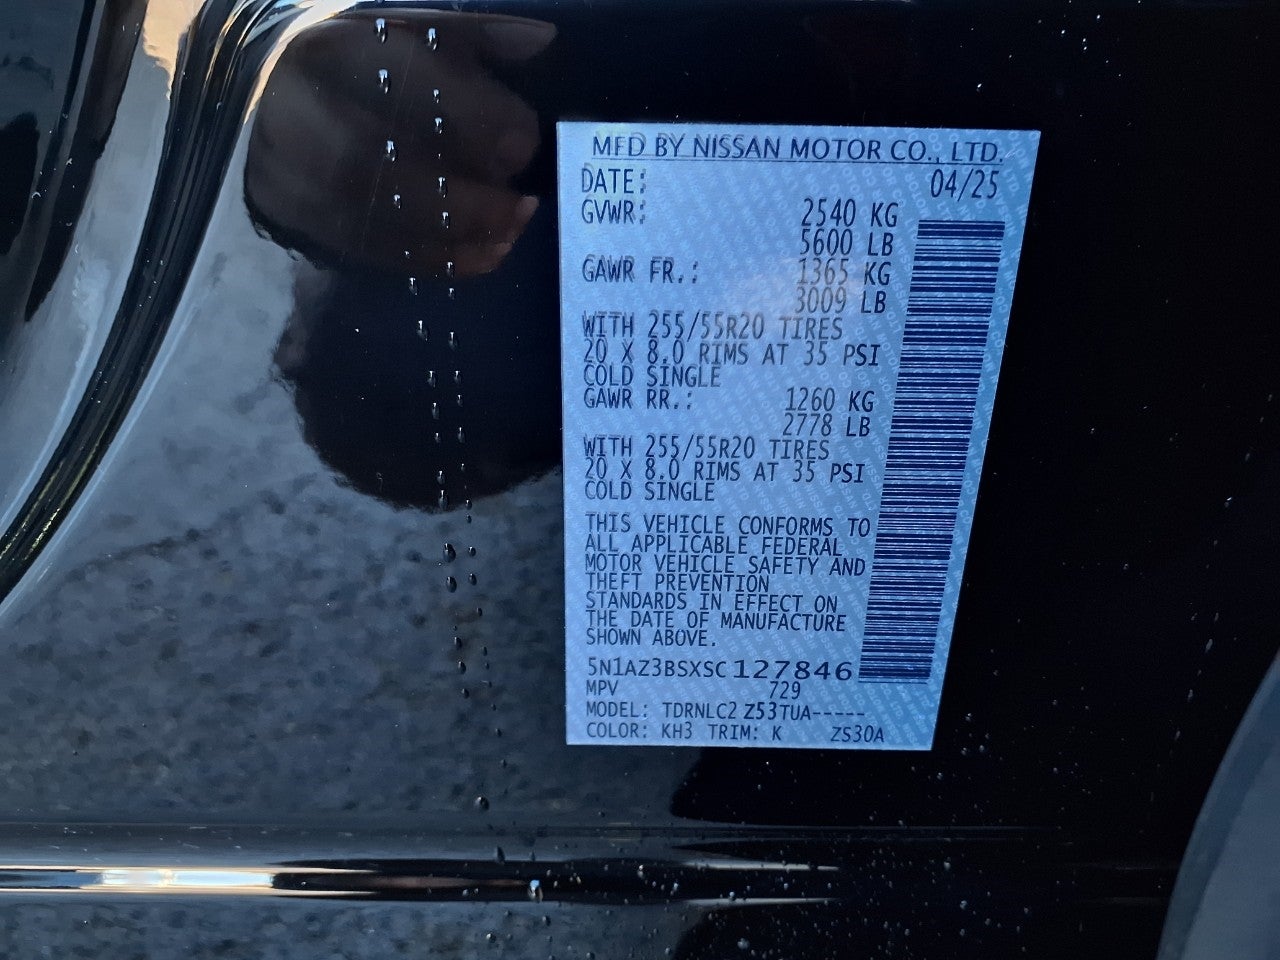 MFD BY NISSAN MOTOR CO., LTD.
DATE: 04/25
GVWR: 2540 KG
5600 LB
GAWR FR.: 1365 KG
3009 LB
WITH 255/55R20 TIRES
20 X 8.0 RIMS AT 35 PSI
COLD SINGLE
GAWR RR.: 1260 KG
2778 LB
WITH 255/55R20 TIRES
20 X 8.0 RIMS AT 35 PSI
COLD SINGLE
THIS VEHICLE CONFORMS TO
ALL APPLICABLE FEDERAL
MOTOR VEHICLE SAFETY AND
THEFT PREVENTION
STANDARDS IN EFFECT ON
THE DATE OF MANUFACTURE
SHOWN ABOVE.
5N1AZ3BSXSC127846
MPV 729
MODEL: TDRNLC2 Z53TUA-----
COLOR: KH3 TRIM: K ZS30A